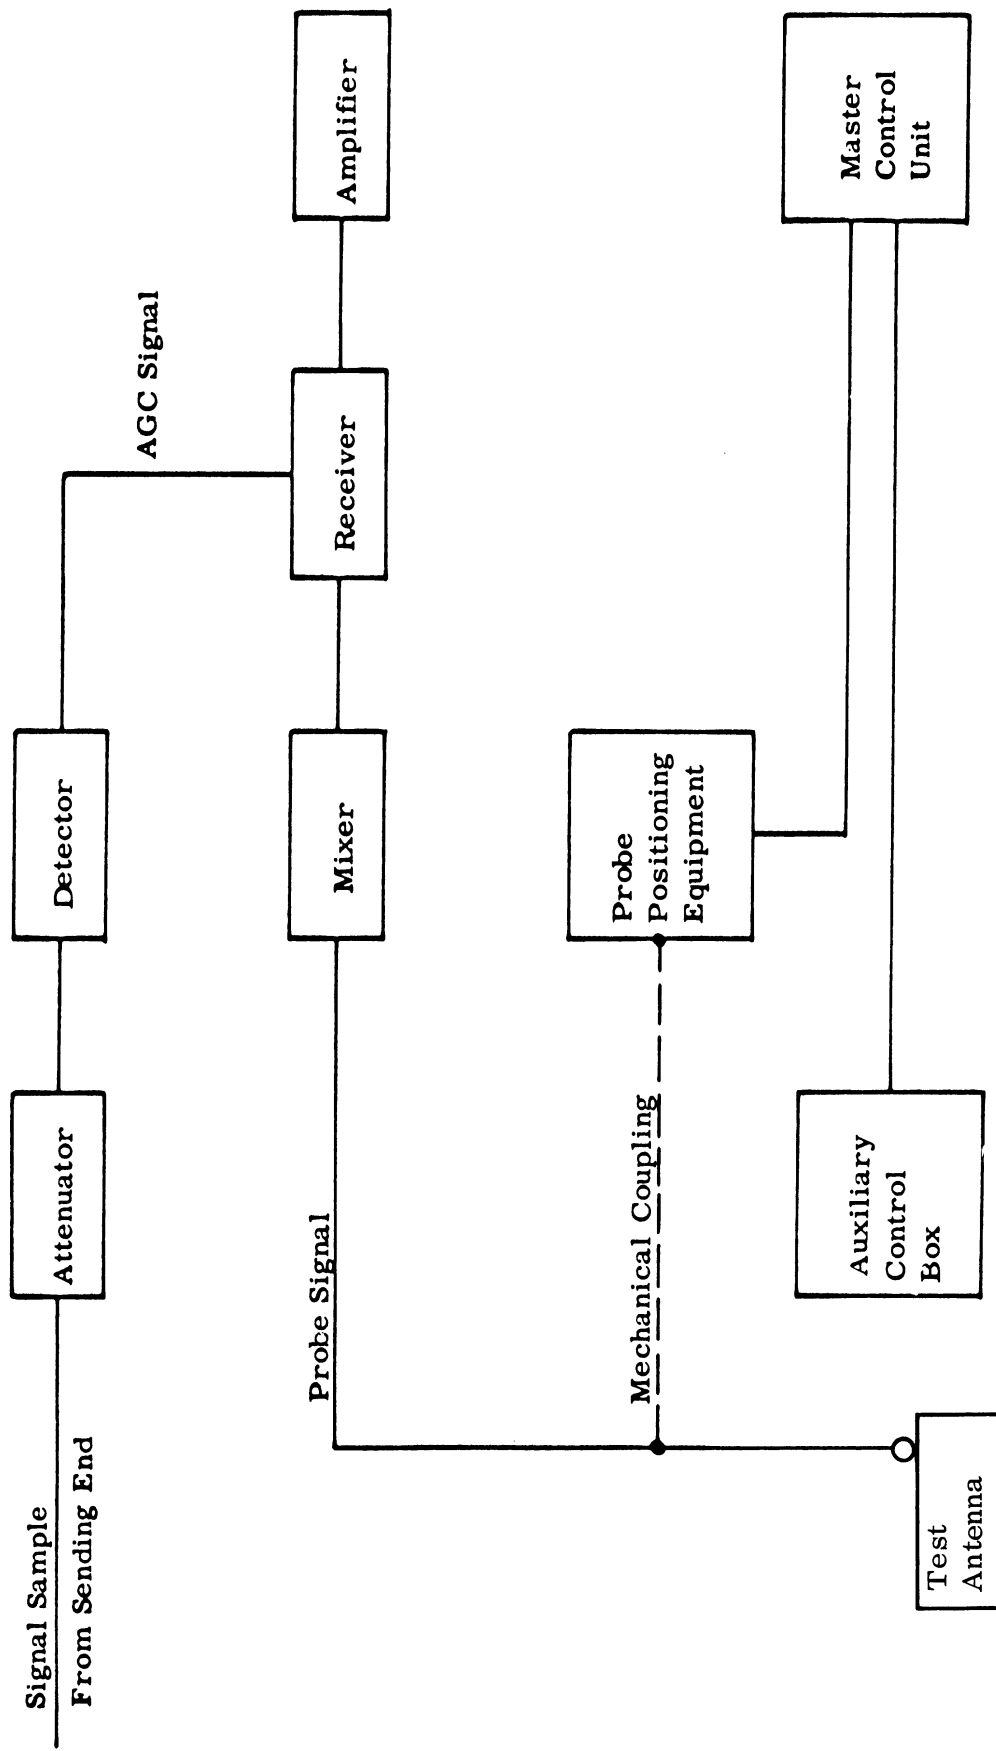 Signal Sample
From Sending End
Attenuator
Detector
AGC Signal
Probe Signal
Mixer
Receiver
Amplifier
Mechanical Coupling
Probe
Positioning
Equipment
Test
Antenna
Auxiliary
Control
Box
Master
Control
Unit